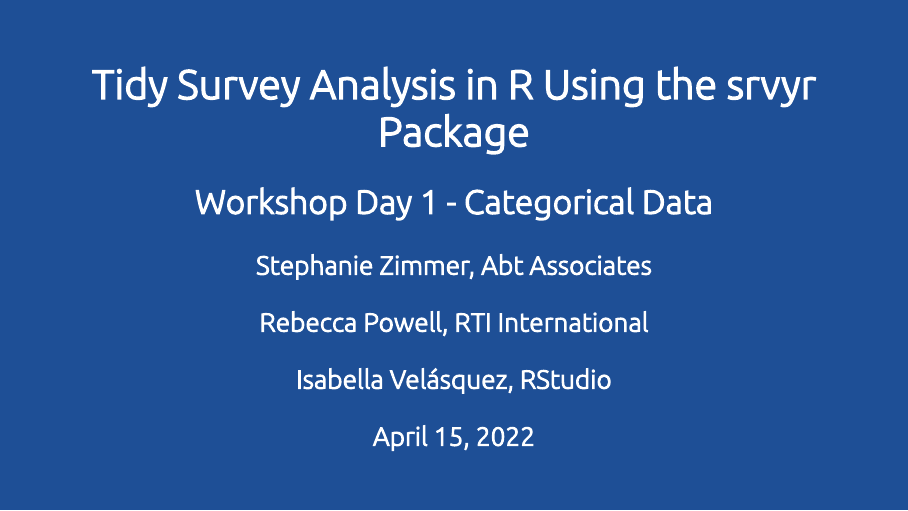 Tidy Survey Analysis in R Using the srvyr
Package
Workshop Day 1 - Categorical Data
Stephanie Zimmer, Abt Associates
Rebecca Powell, RTI International
Isabella Velásquez, RStudio
April 15, 2022